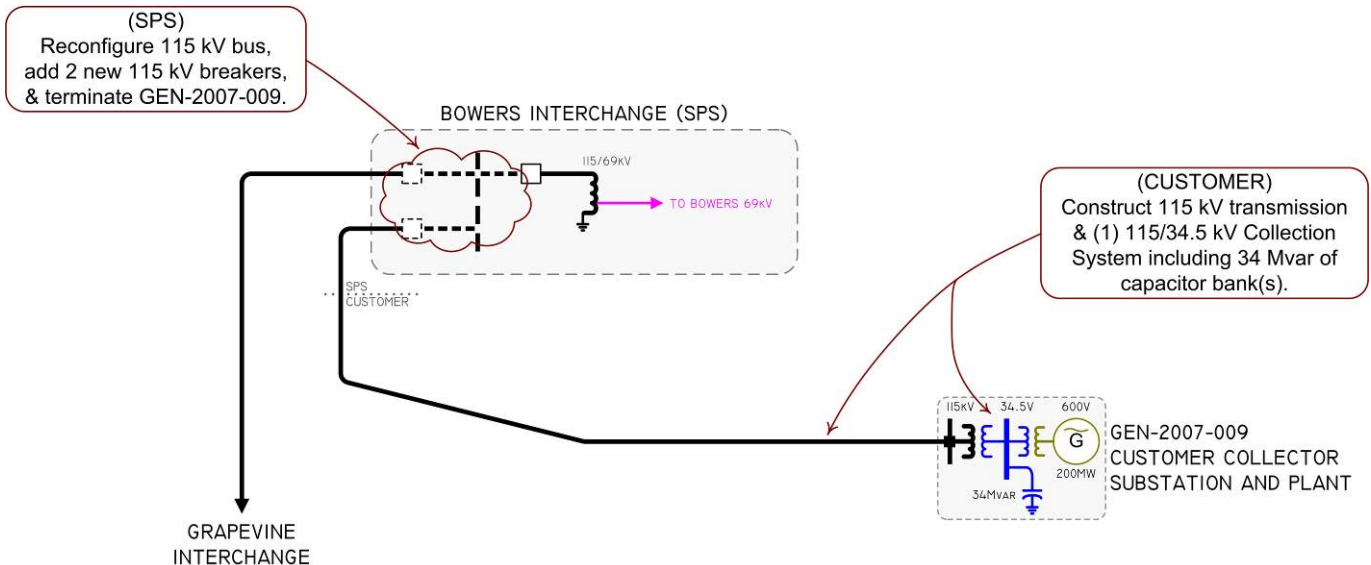 (SPS)
Reconfigure 115 kV bus,
add 2 new 115 kV breakers,
& terminate GEN-2007-009.
BOWERS INTERCHANGE (SPS)
115/69KV
TO BOWERS 69KV
(CUSTOMER)
Construct 115 kV transmission
& (1) 115/34.5 kV Collection
System including 34 Mvar of
capacitor bank(s).
SPS
CUSTOMER
115KV 34.5V 600V
G
200MW
34MVAR
GEN-2007-009
CUSTOMER COLLECTOR
SUBSTATION AND PLANT
GRAPEVINE
INTERCHANGE